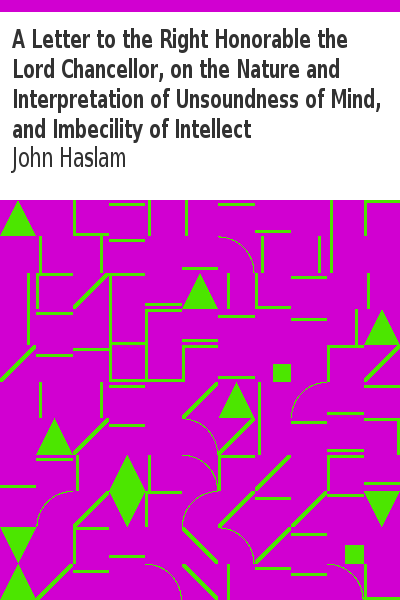 A Letter to the Right Honorable the
Lord Chancellor, on the Nature and
Interpretation of Unsoundness of Mind,
and Imbecility of Intellect
John Haslam